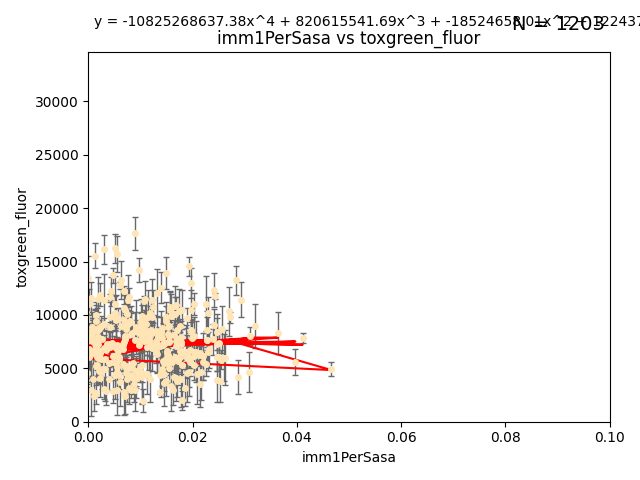 y = -10825268637.38x^4 + 820615541.69x^3 + x^2 +
N = 1203
imm1PerSasa vs toxgreen_fluor
30000
25000
20000
15000
10000
5000
0
toxgreen_fluor
0.00 0.02 0.04 0.06 0.08 0.10
imm1PerSasa